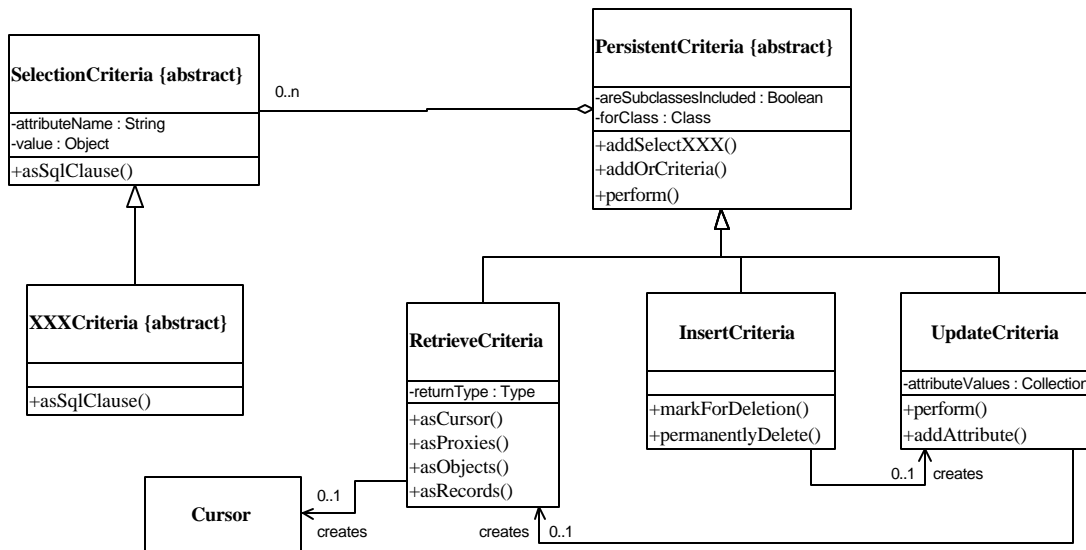 SelectionCriteria {abstract}
-attributeName : String
-value : Object
+asSqlClause()
0..n
PersistentCriteria {abstract}
-areSubclassesIncluded : Boolean
-forClass : Class
+addSelectXXX()
+addOrCriteria()
+perform()
XXXCriteria {abstract}
+asSqlClause()
RetrieveCriteria
-returnType : Type
+asCursor()
+asProxies()
+asObjects()
+asRecords()
InsertCriteria
+markForDeletion()
+permanentlyDelete()
UpdateCriteria
-attributeValues : Collection
+perform()
+addAttribute()
0..1
creates
Cursor
0..1
creates
creates
0..1